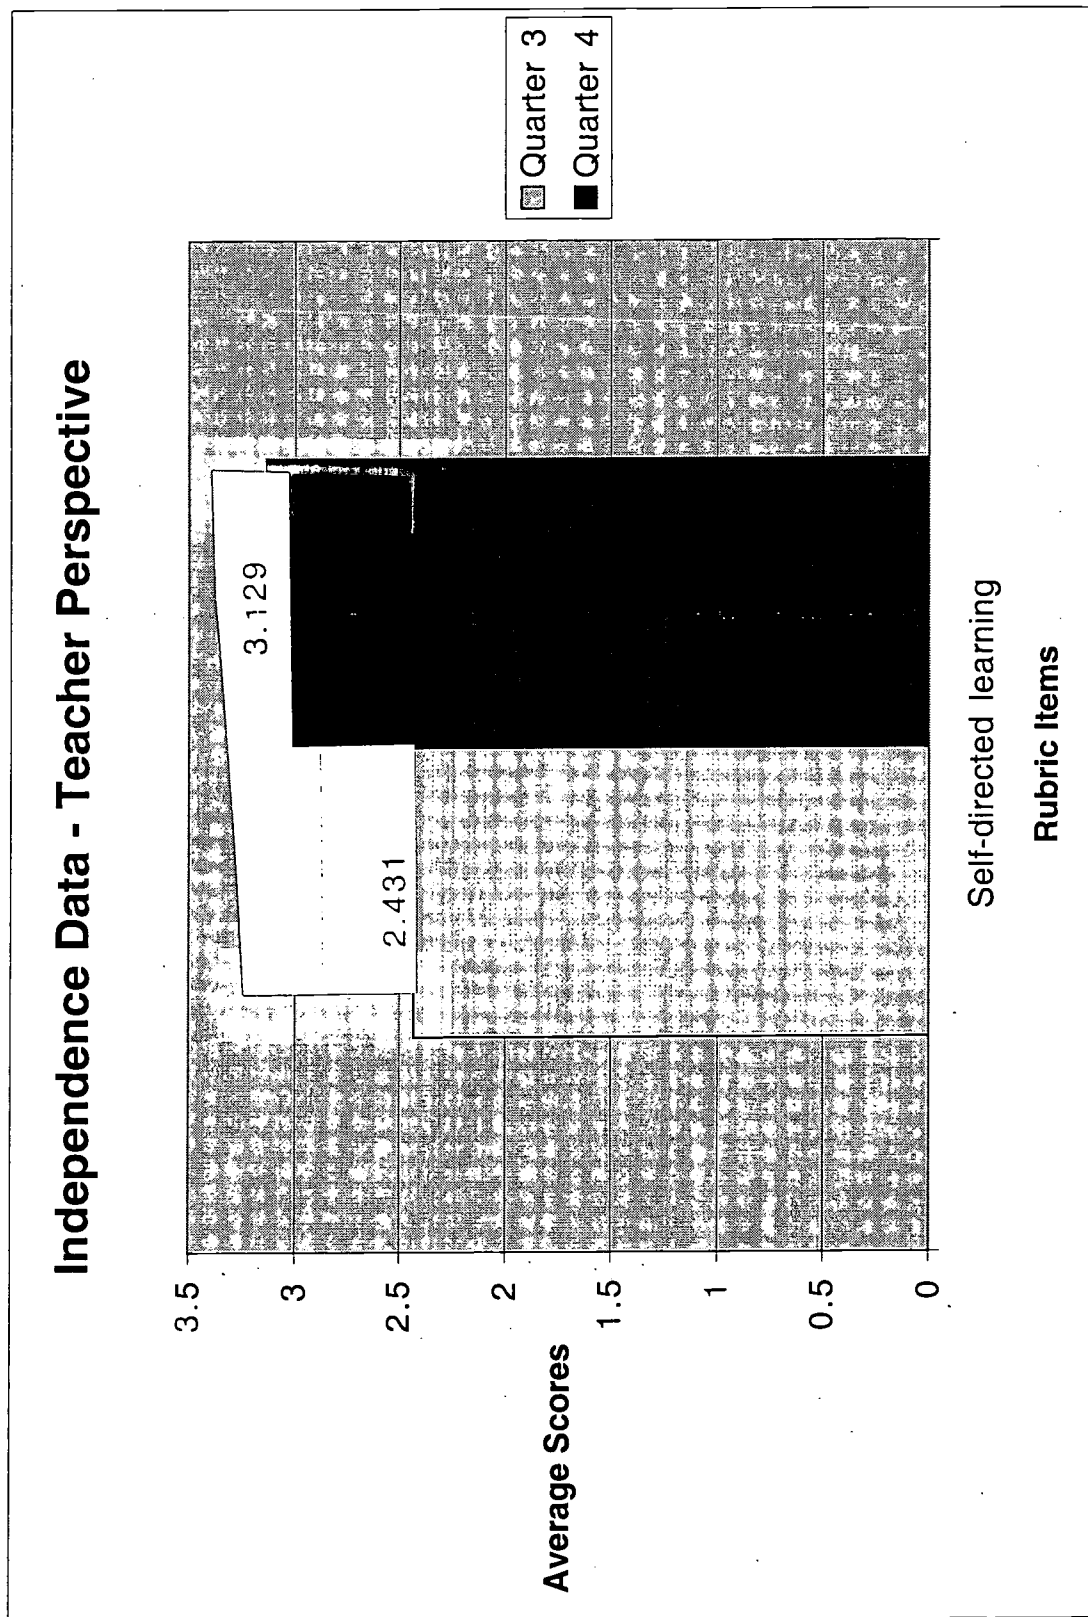 Independence Data - Teacher Perspective
3.5
3
2.5
2
1.5
1
0.5
0
Average Scores
3.129
2.431
Quarter 3
Quarter 4
Self-directed learning
Rubric Items